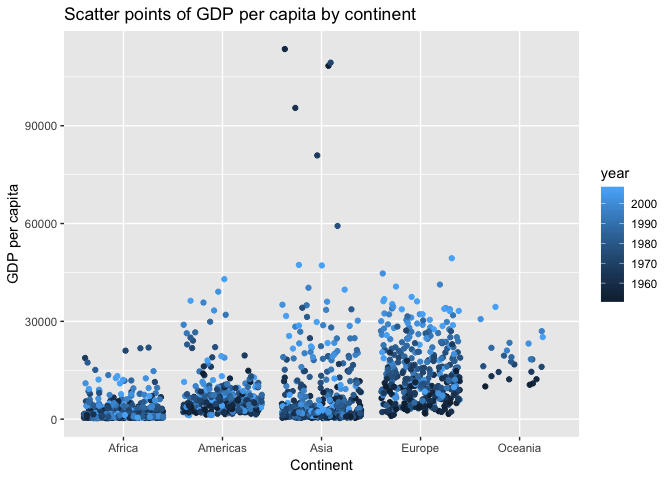 Scatter points of GDP per capita by continent
GDP per capita
90000
60000
30000
0
Africa
Americas
Asia
Europe
Oceania
Continent
year
2000
1990
1980
1970
1960